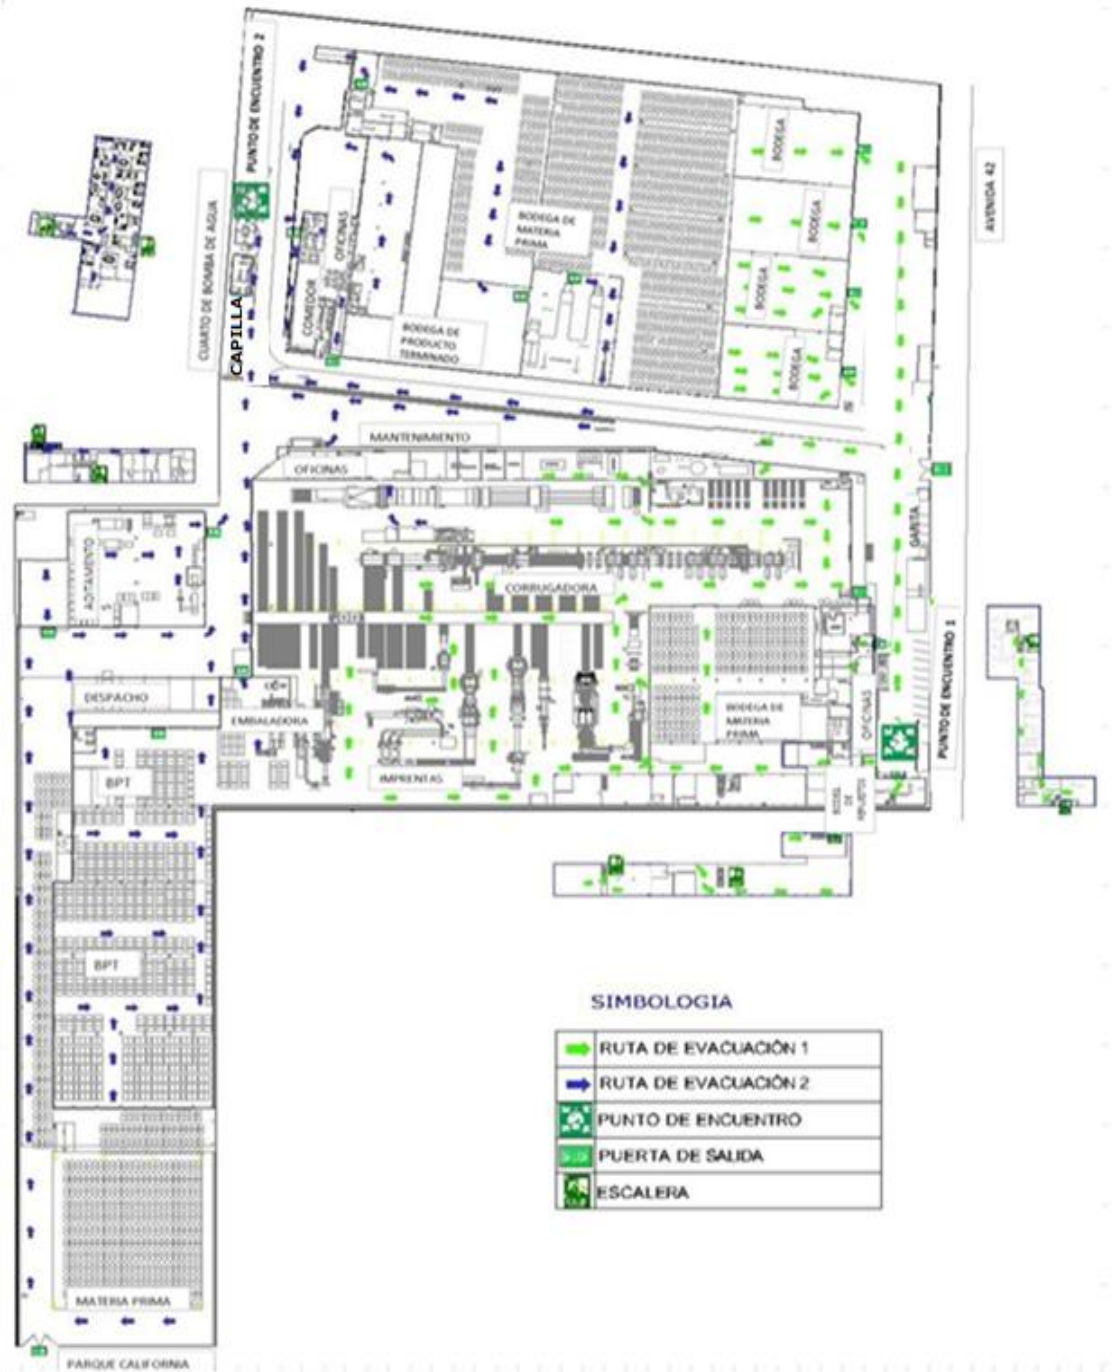 PUNTO DE ENCUENTRO 2
CUARTO DE BOMBA DE AGUA
CAPILLA
COMEDOR
OFICINAS
BODEGA DE
PRODUCTO
TERMINADO
BODEGA DE
MATERIA
PRIMA
BODEGA
BODEGA
BODEGA
BODEGA
AVENIDA 42
MANTENIMIENTO
OFICINAS
GARITA
CORRUGADORA
ADITAMENTO
DESPACHO
EMBALADORA
IMPRENTAS
BODEGA DE
MATERIA
PRIMA
OFICINAS
PUNTO DE ENCUENTRO 1
DE
BPT
BPT
MATERIA PRIMA
PARQUE CALIFORNIA
SIMBOLOGIA
RUTA DE EVACUACIÓN 1
RUTA DE EVACUACIÓN 2
PUNTO DE ENCUENTRO
PUERTA DE SALIDA
ESCALERA